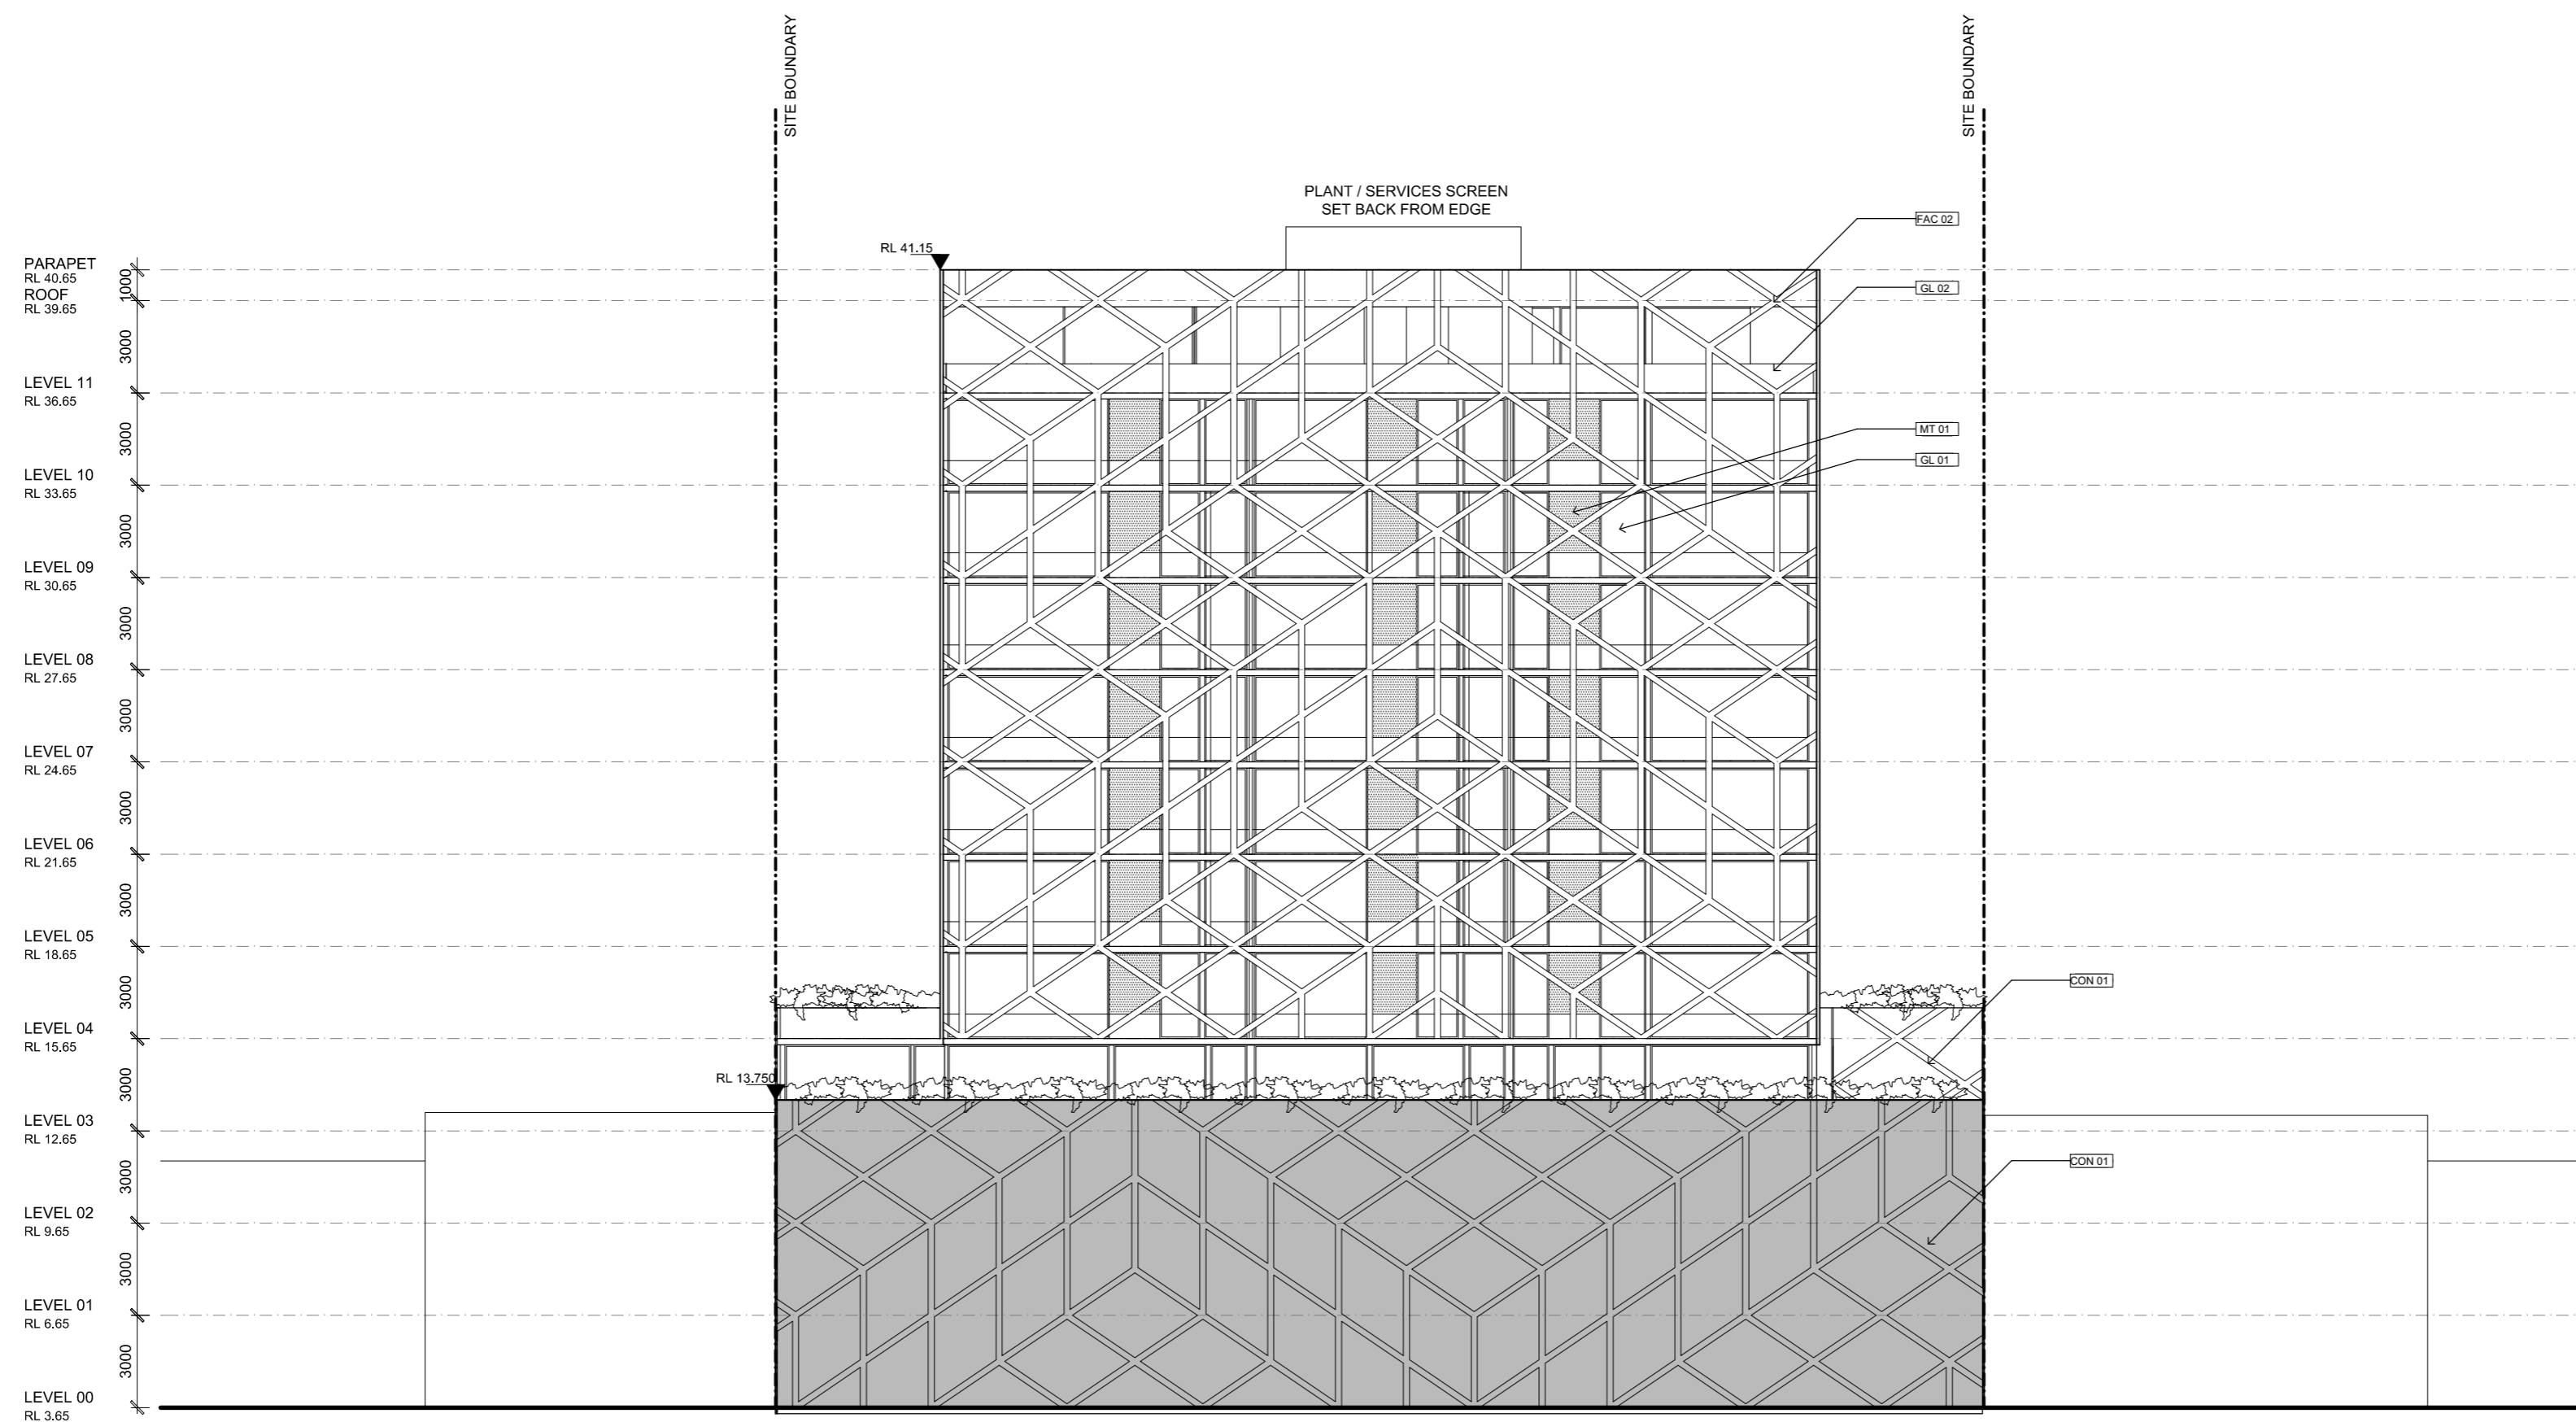 SITE BOUNDARY
SITE BOUNDARY
PLANT / SERVICES SCREEN
SET BACK FROM EDGE
FAC 02
RL 41.15
PARAPET
RL 40.65
1000
ROOF
RL 39.65
GL 02
3000
LEVEL 11
RL 36.65
MT 01
3000
GL 01
LEVEL 10
RL 33.65
3000
LEVEL 09
RL 30.65
3000
LEVEL 08
RL 27.65
3000
LEVEL 07
RL 24.65
3000
LEVEL 06
RL 21.65
3000
LEVEL 05
RL 18.65
CON 01
3000
LEVEL 04
RL 15.65
RL 13.750
3000
LEVEL 03
RL 12.65
CON 01
3000
LEVEL 02
RL 9.65
3000
LEVEL 01
RL 6.65
3000
LEVEL 00
RL 3.65